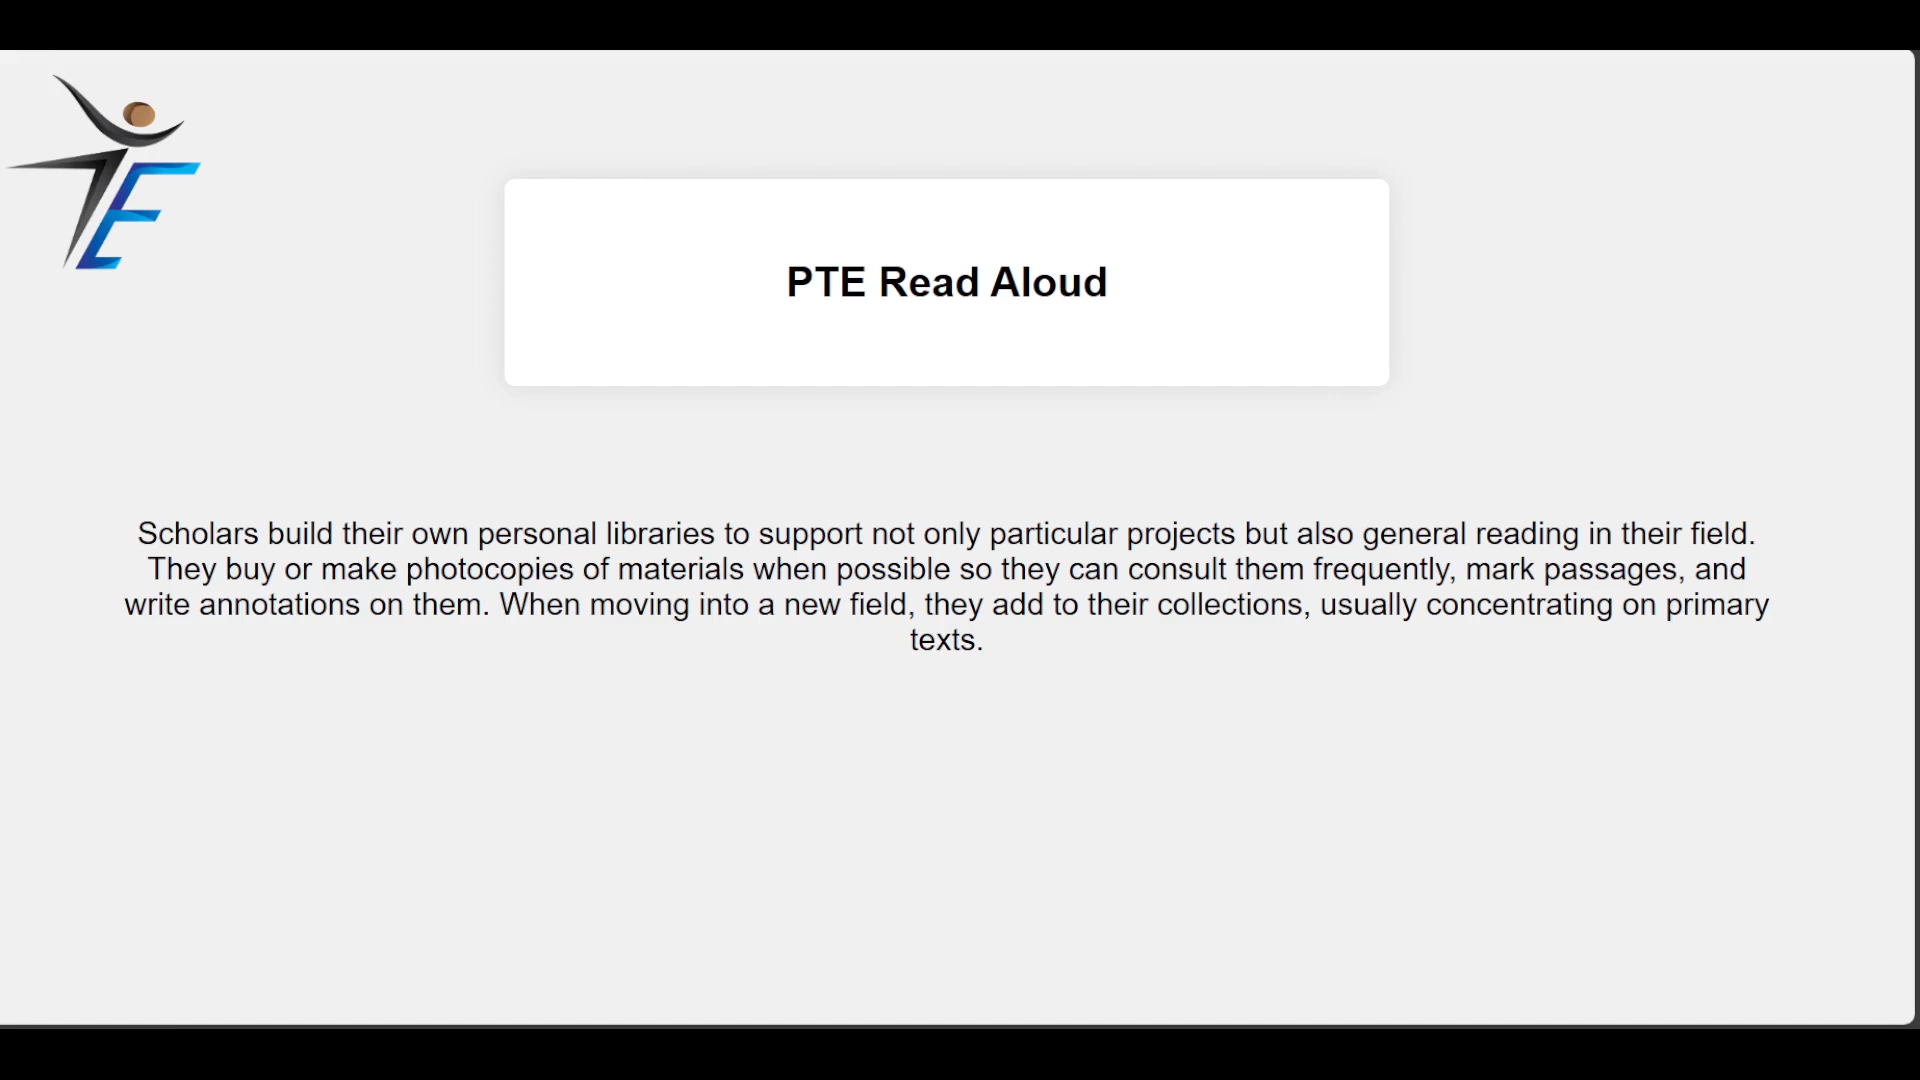 PTE Read Aloud
Scholars build their own personal libraries to support not only particular projects but also general reading in their field.
They buy or make photocopies of materials when possible so they can consult them frequently, mark passages, and
write annotations on them. When moving into a new field, they add to their collections, usually concentrating on primary
texts.